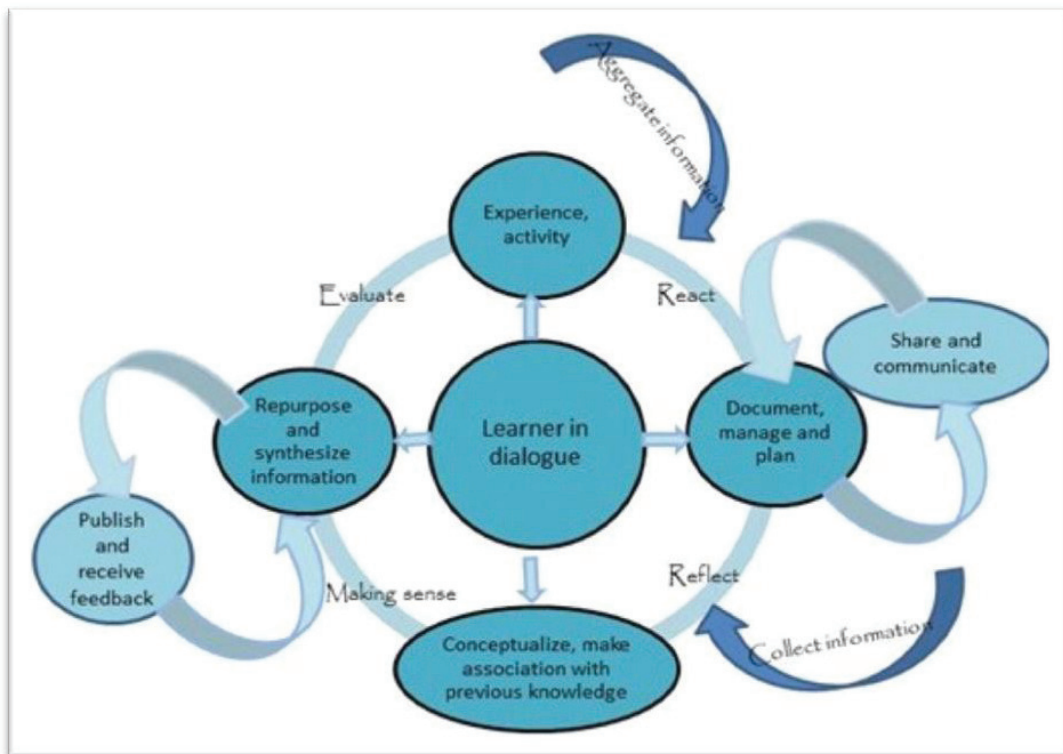 Aggregate information
Experience,
activity
Evaluate
React
Share and
communicate
Repurpose
and
synthesize
information
Learner in
dialogue
Document,
manage and
plan
Publish
and
receive
feedback
Making sense
Reflect
Collect information
Conceptualize, make
association with
previous knowledge